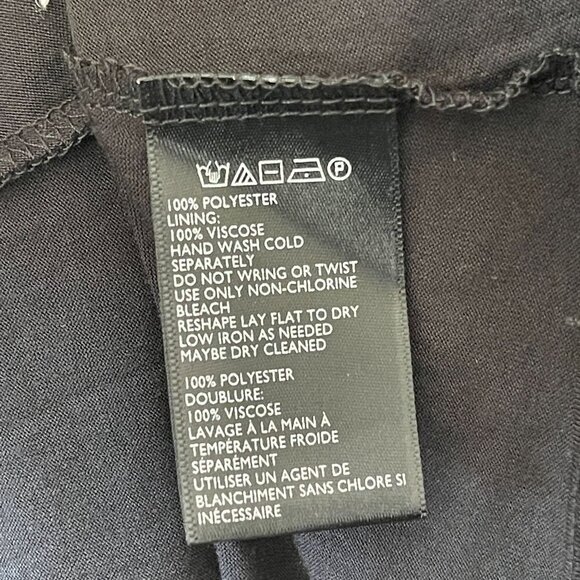 P
100% POLYESTER
LINING:
100% VISCOSE
HAND WASH COLD
SEPARATELY
DO NOT WRING OR TWIST
USE ONLY NON-CHLORINE
BLEACH
RESHAPE LAY FLAT TO DRY
LOW IRON AS NEEDED
MAYBE DRY CLEANED
100% POLYESTER
DOUBLURE:
100% VISCOSE
LAVAGE À LA MAIN À
TEMPÉRATURE FROIDE
SÉPARÉMENT
UTILISER UN AGENT DE
BLANCHIMENT SANS CHLORE SI
INÉCESSAIRE